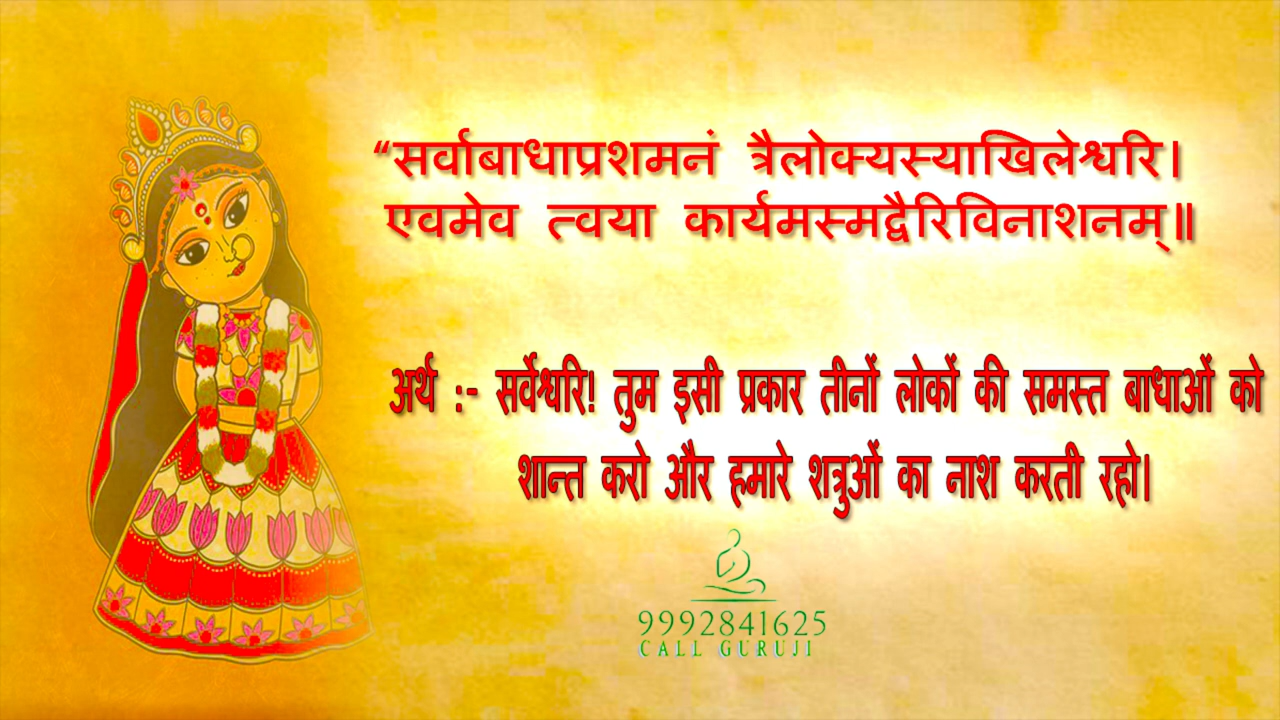 “सर्वाबाधाप्रशमनं त्रैलोक्यस्याखिलेश्वरि।
एवमेव त्वया कार्यमस्मद्वैरिविनाशनम्॥
अर्थ :- सर्वेश्वरि! तुम इसी प्रकार तीनों लोकों की समस्त बाधाओं को
शान्त करो और हमारे शत्रुओं का नाश करती रहो।
9992841625
CALL GURUJI